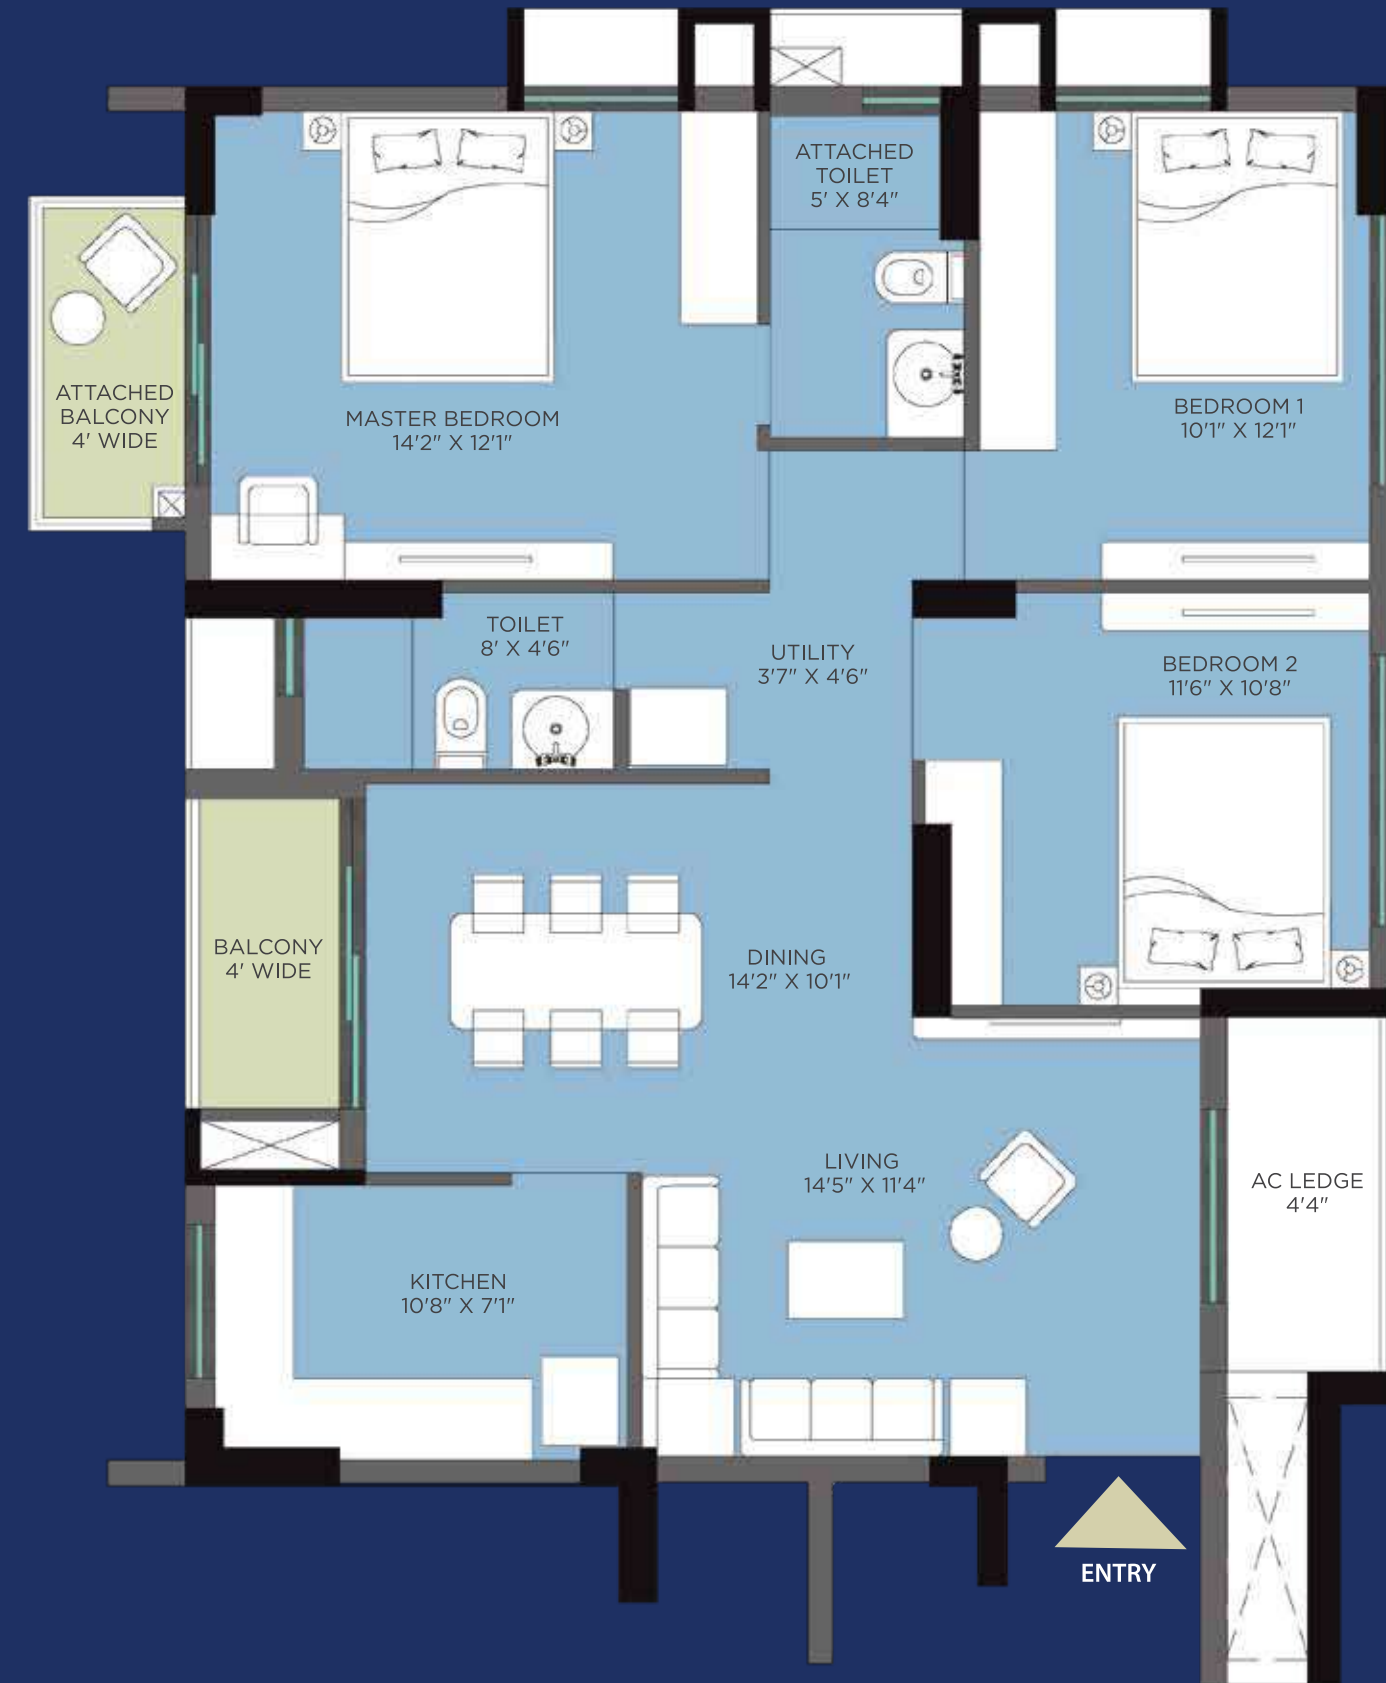 ATTACHED
TOILET
5' X 8'4"
ATTACHED
BALCONY
4' WIDE
MASTER BEDROOM
14'2" X 12'1"
BEDROOM 1
10'1" X 12'1"
TOILET
8' X 4'6"
UTILITY
3'7" X 4'6"
BEDROOM 2
11'6" X 10'8"
BALCONY
4' WIDE
DINING
14'2" X 10'1"
LIVING
14'5" X 11'4"
AC LEDGE
4'4"
KITCHEN
10'8" X 7'1"
ENTRY